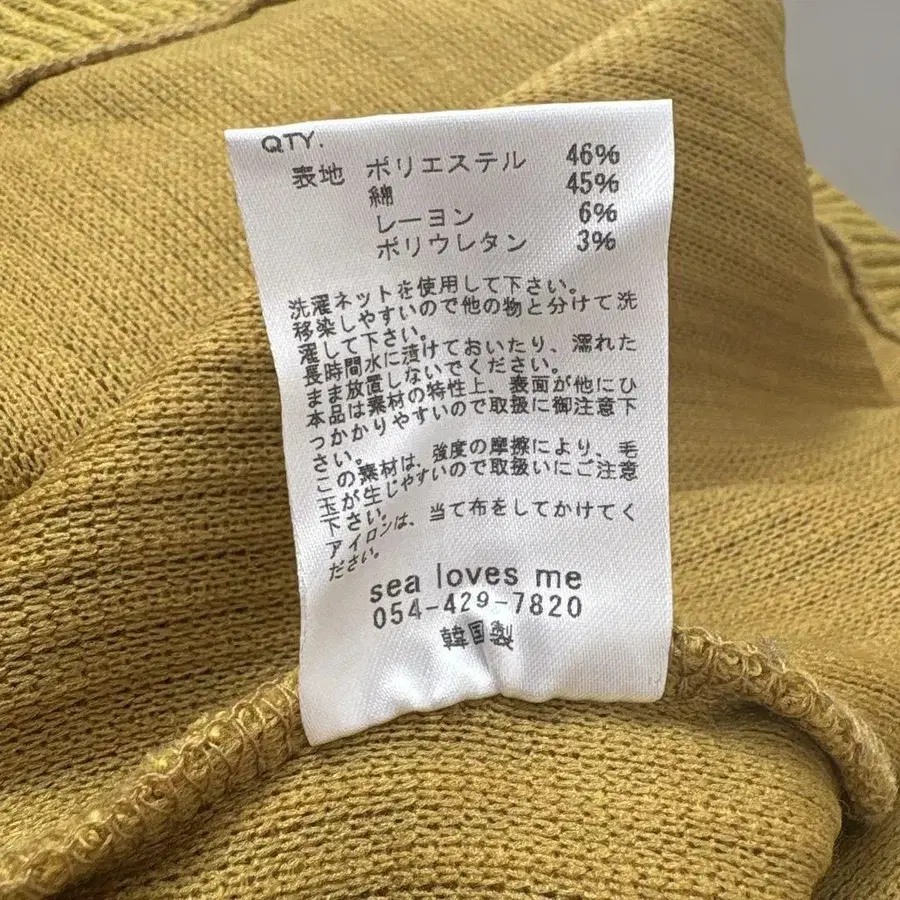 QTY.
表地 ポリエステル 46%
綿 45%
レーヨン 6%
ポリウレタン 3%
洗濯ネットを使用して下さい。
移染しやすいので他の物と分けて洗
濯して下さい。
長時間水に漬けておいたり、濡れた
まま放置しないでください。
本品は素材の特性上、表面が他にひ
っかかりやすいので取扱に御注意下
さい。
この素材は、強度の摩擦により、毛
玉が生じやすいので取扱いにご注意
下さい。
アイロンは、当て布をしてかけてく
ださい。
sea loves me
054-429-7820
韓国製